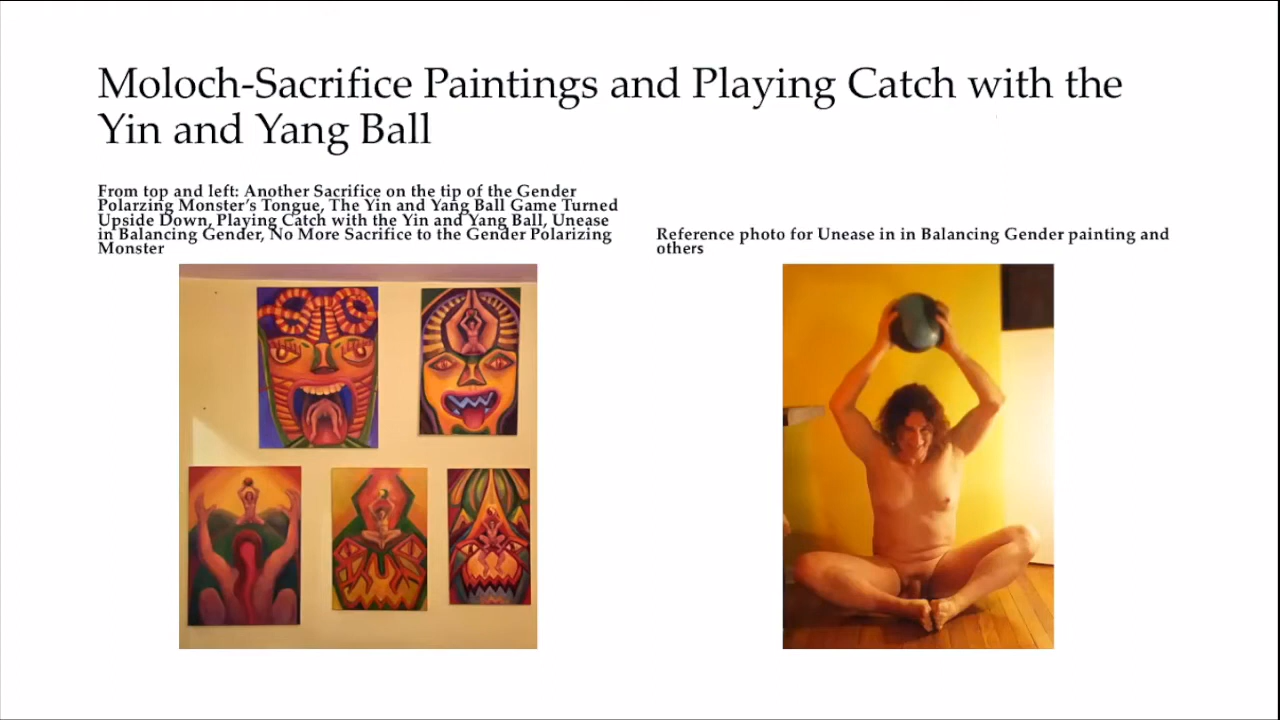 Moloch-Sacrifice Paintings and Playing Catch with the
Yin and Yang Ball
From top and left: Another Sacrifice on the tip of the Gender
Polarzing Monster's Tongue, The Yin and Yang Ball Game Turned
Upside Down, Playing Catch with the Yin and Yang Ball, Unease
in Balancing Gender, No More Sacrifice to the Gender Polarizing
Monster
Reference photo for Unease in in Balancing Gender painting and
others